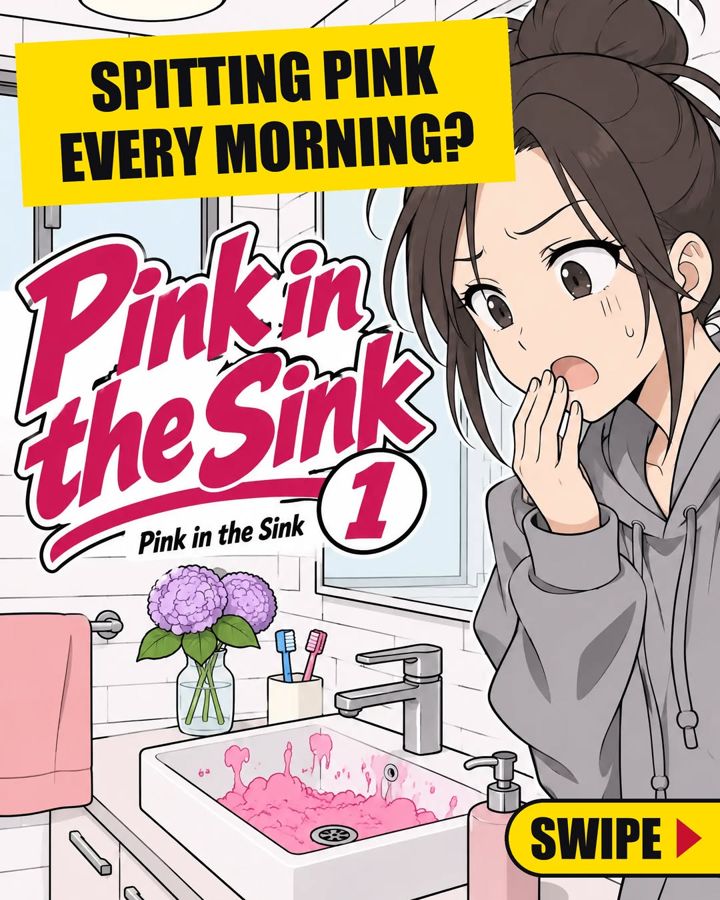 SPITTING PINK
EVERY MORNING?
Pink in
the Sink
1
Pink in the Sink
SWIPE